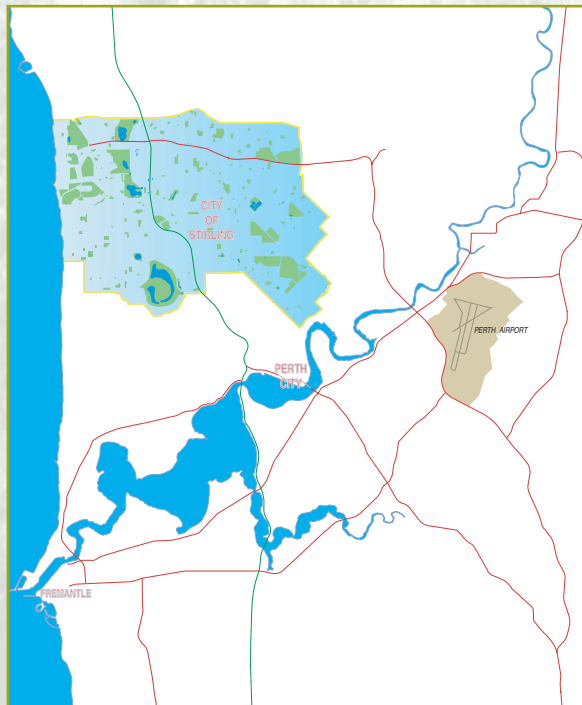 CITY
OF
STIRLING
PERTH AIRPORT
PERTH
CITY
FREMANTLE